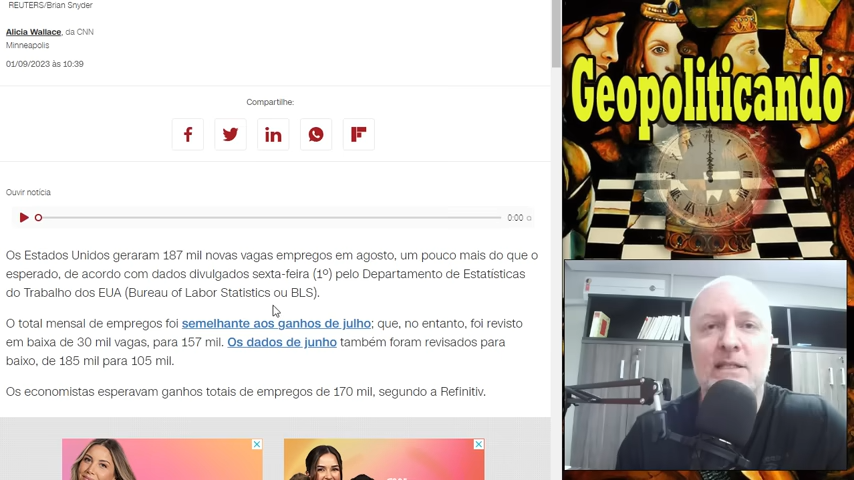 REUTERS/Brian Snyder
Alicia Wallace, da CNN
Minneapolis
01/09/2023 às 10:39
Compartilhe:
Ouvir notícia
0:00
Os Estados Unidos geraram 187 mil novas vagas empregos em agosto, um pouco mais do que o
esperado, de acordo com dados divulgados sexta-feira (1º) pelo Departamento de Estatísticas
do Trabalho dos EUA (Bureau of Labor Statistics ou BLS).
O total mensal de empregos foi semelhante aos ganhos de julho; que, no entanto, foi revisto
em baixa de 30 mil vagas, para 157 mil. Os dados de junho também foram revisados para
baixo, de 185 mil para 105 mil.
Os economistas esperavam ganhos totais de empregos de 170 mil, segundo a Refinitiv.
Geopoliticando